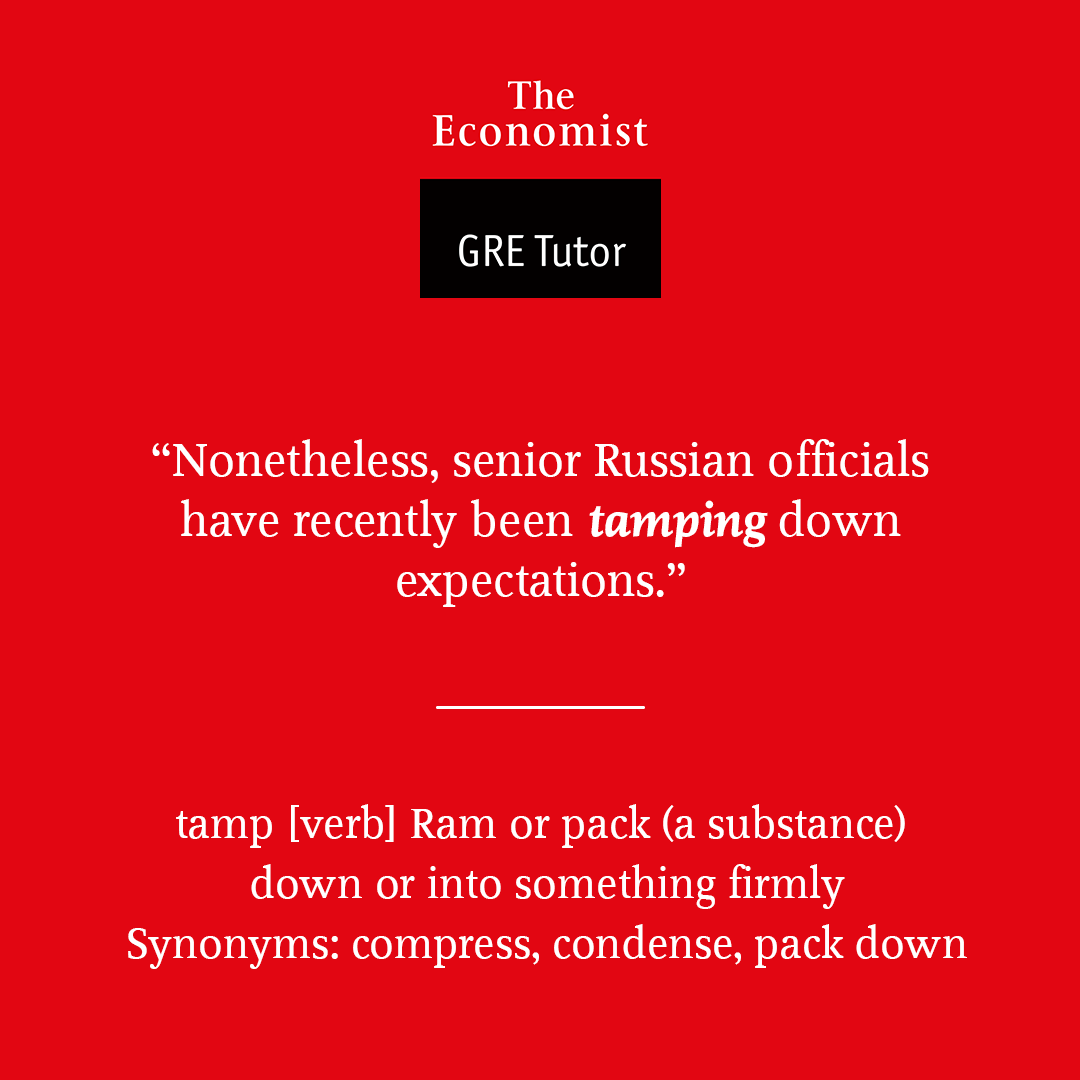 The
Economist
GRE Tutor
“Nonetheless, senior Russian officials
have recently been tamping down
expectations.”
tamp [verb] Ram or pack (a substance)
down or into something firmly
Synonyms: compress, condense, pack down